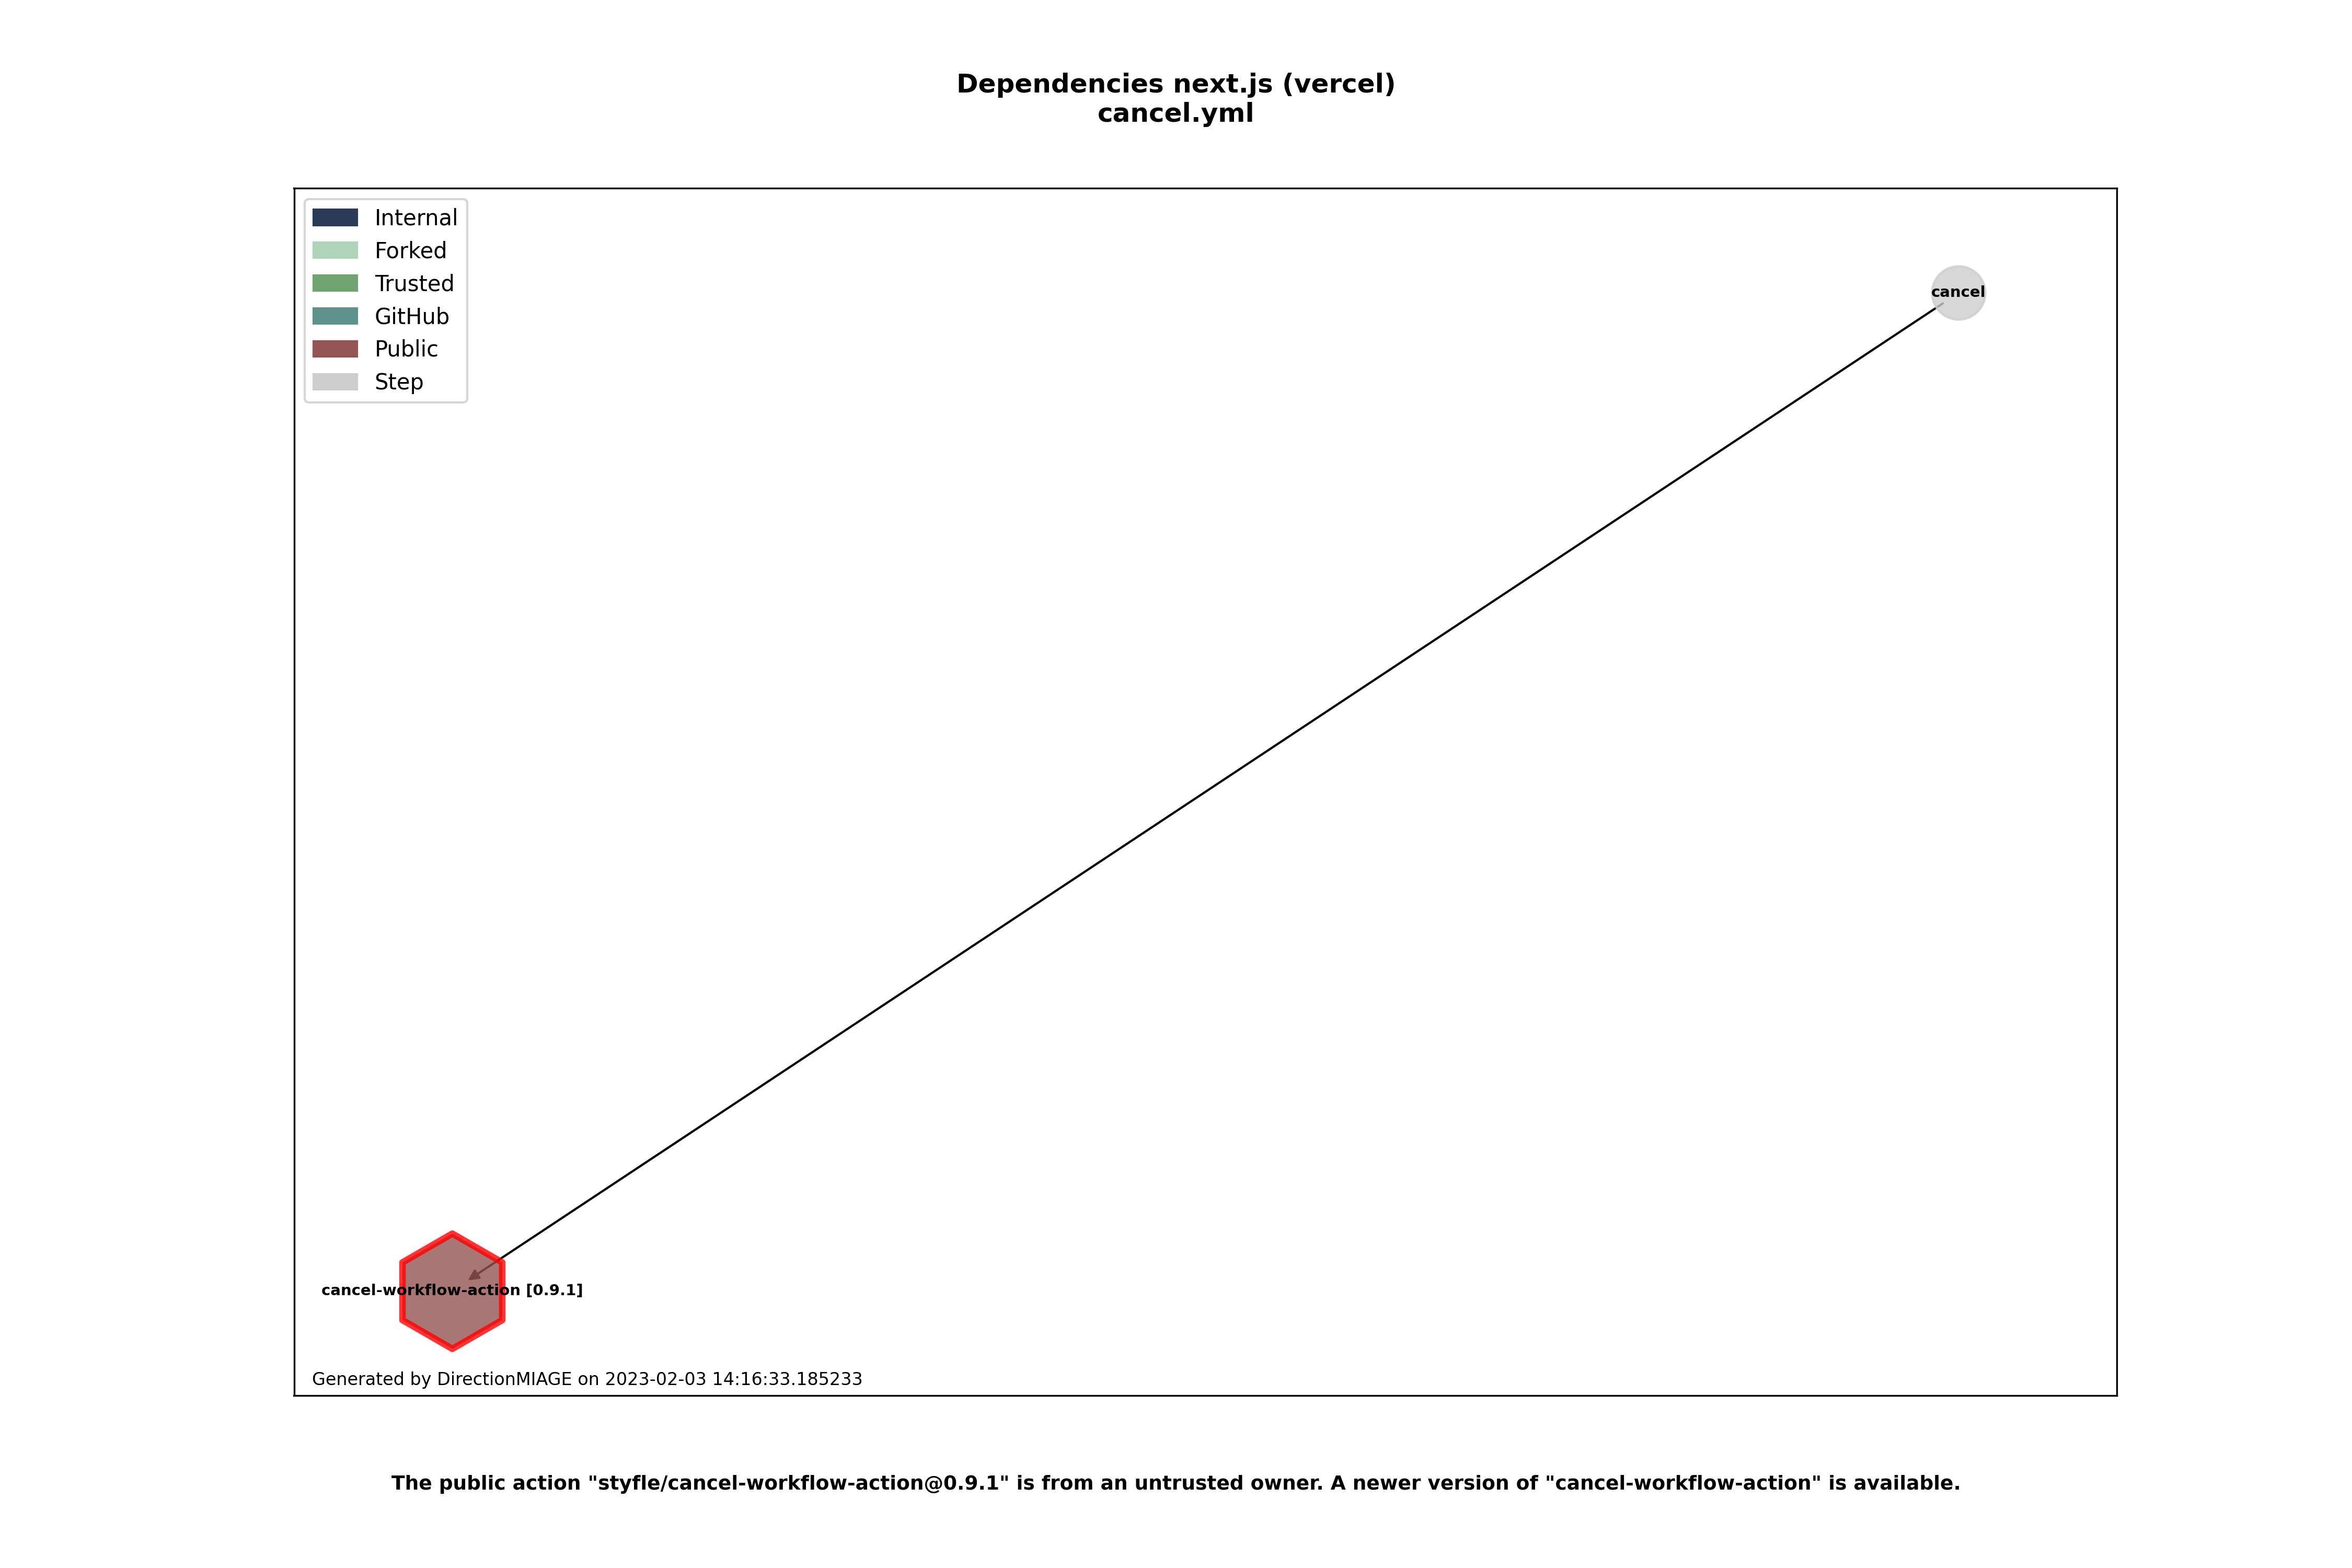 Dependencies next.js (vercel)
cancel.yml
Internal
Forked
Trusted
GitHub
Public
Step
cancel
cancel-workflow-action [0.9.1]
Generated by DirectionMIAGE on 2023-02-03 14:16:33.185233
The public action "styfle/cancel-workflow-action@0.9.1" is from an untrusted owner. A newer version of "cancel-workflow-action" is available.